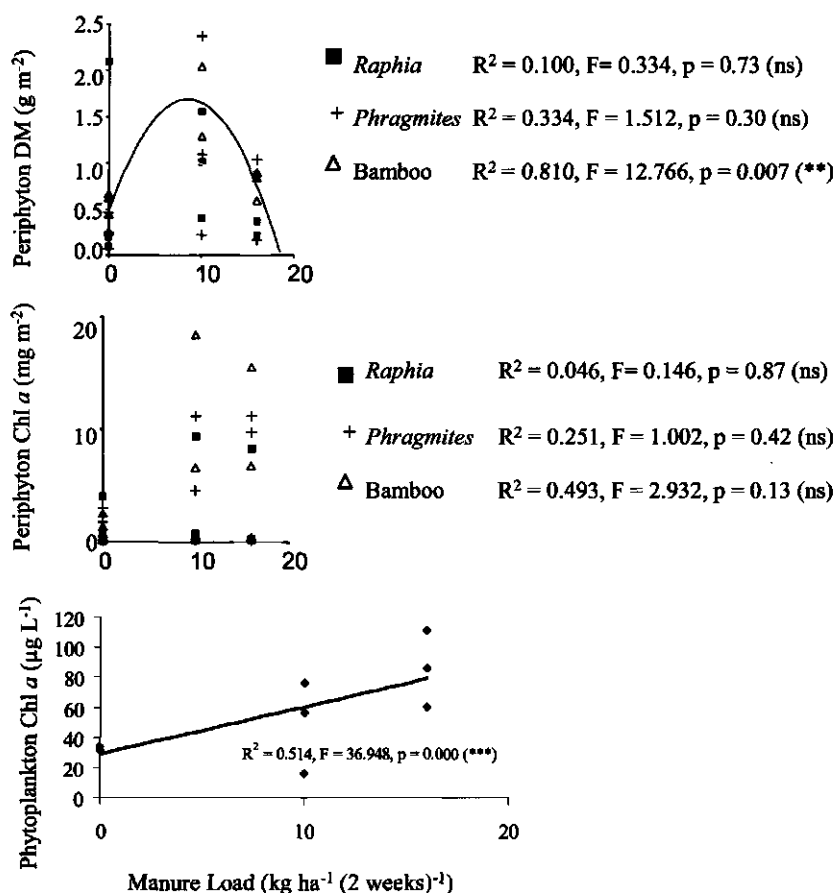 Periphyton DM (g m⁻²)
2.5
2.0
1.5
1.0
0.5
0.0
0 10 20
■ Raphia R² = 0.100, F= 0.334, p = 0.73 (ns)
+ Phragmites R² = 0.334, F = 1.512, p = 0.30 (ns)
△ Bamboo R² = 0.810, F = 12.766, p = 0.007 (**)
Periphyton Chl a (mg m⁻²)
20
10
0
0 10 20
■ Raphia R² = 0.046, F= 0.146, p = 0.87 (ns)
+ Phragmites R² = 0.251, F = 1.002, p = 0.42 (ns)
△ Bamboo R² = 0.493, F = 2.932, p = 0.13 (ns)
Phytoplankton Chl a (µg L⁻¹)
120
100
80
60
40
20
0
R² = 0.514, F = 36.948, p = 0.000 (***)
0 10 20
Manure Load (kg ha⁻¹ (2 weeks)⁻¹)